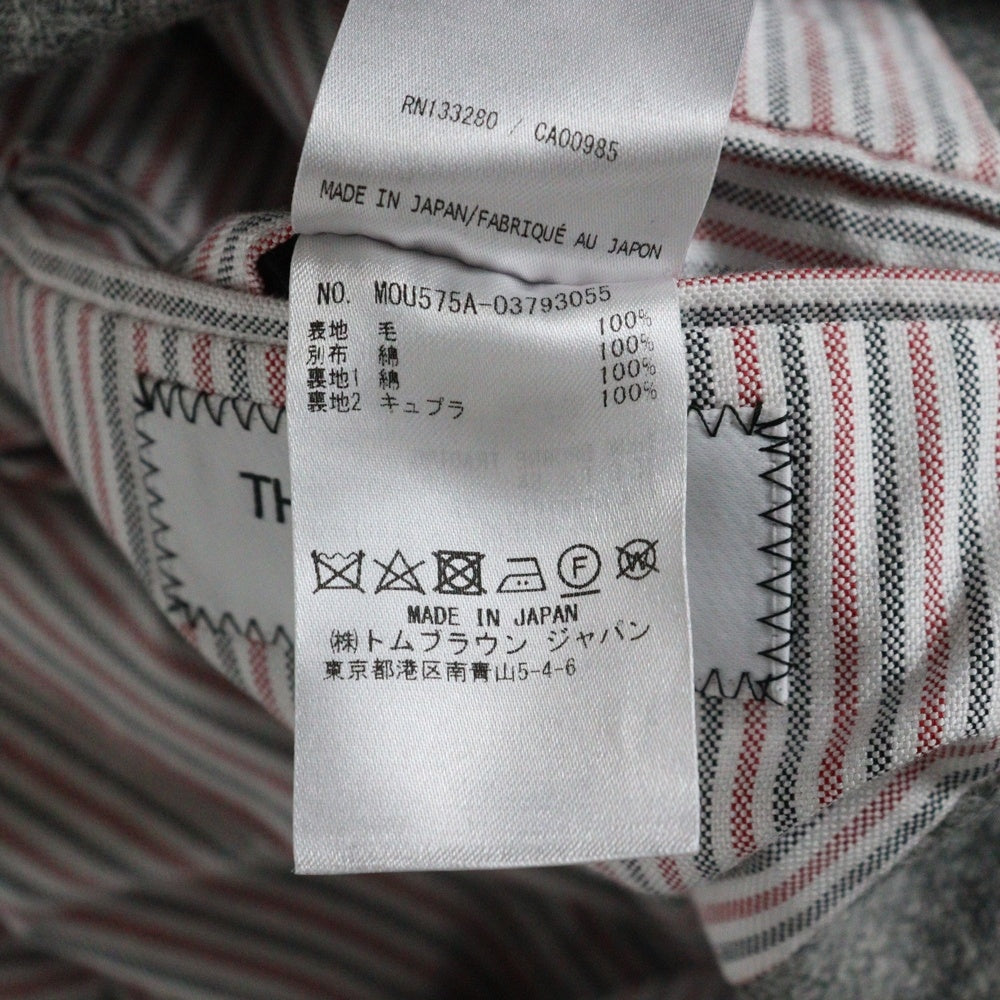 RN133280 / CA00985
MADE IN JAPAN/FABRIQUÉ AU JAPON
NO. MOU575A-03793055
表地 毛 100%
別布 綿 100%
裏地1 綿 100%
裏地2 キュプラ 100%
TH
F
W
MADE IN JAPAN
㈱トムブラウン ジャパン
東京都港区南青山5-4-6